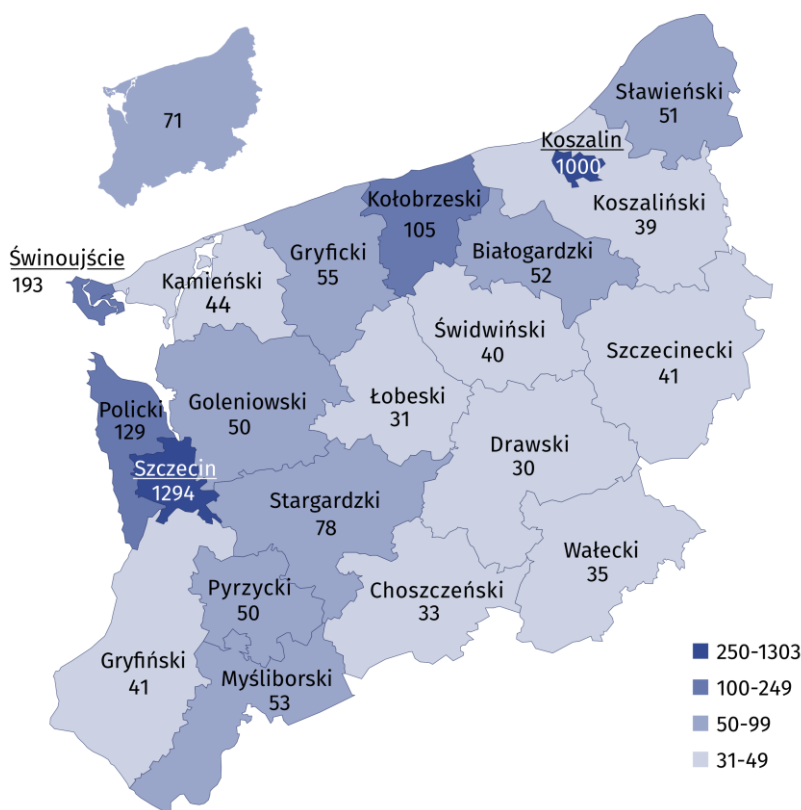 71
Sławieński
51
Koszalin
1000
Koszaliński
39
Kołobrzeski
105
Gryficki
55
Białogardzki
52
Świnoujście
193
Kamieński
44
Świdwiński
40
Szczecinecki
41
Łobeski
31
Goleniowski
50
Policki
129
Drawski
30
Szczecin
1294
Stargardzki
78
Wałecki
35
Choszczeński
33
Pyrzycki
50
Gryfiński
41
Myśliborski
53
250-1303
100-249
50-99
31-49